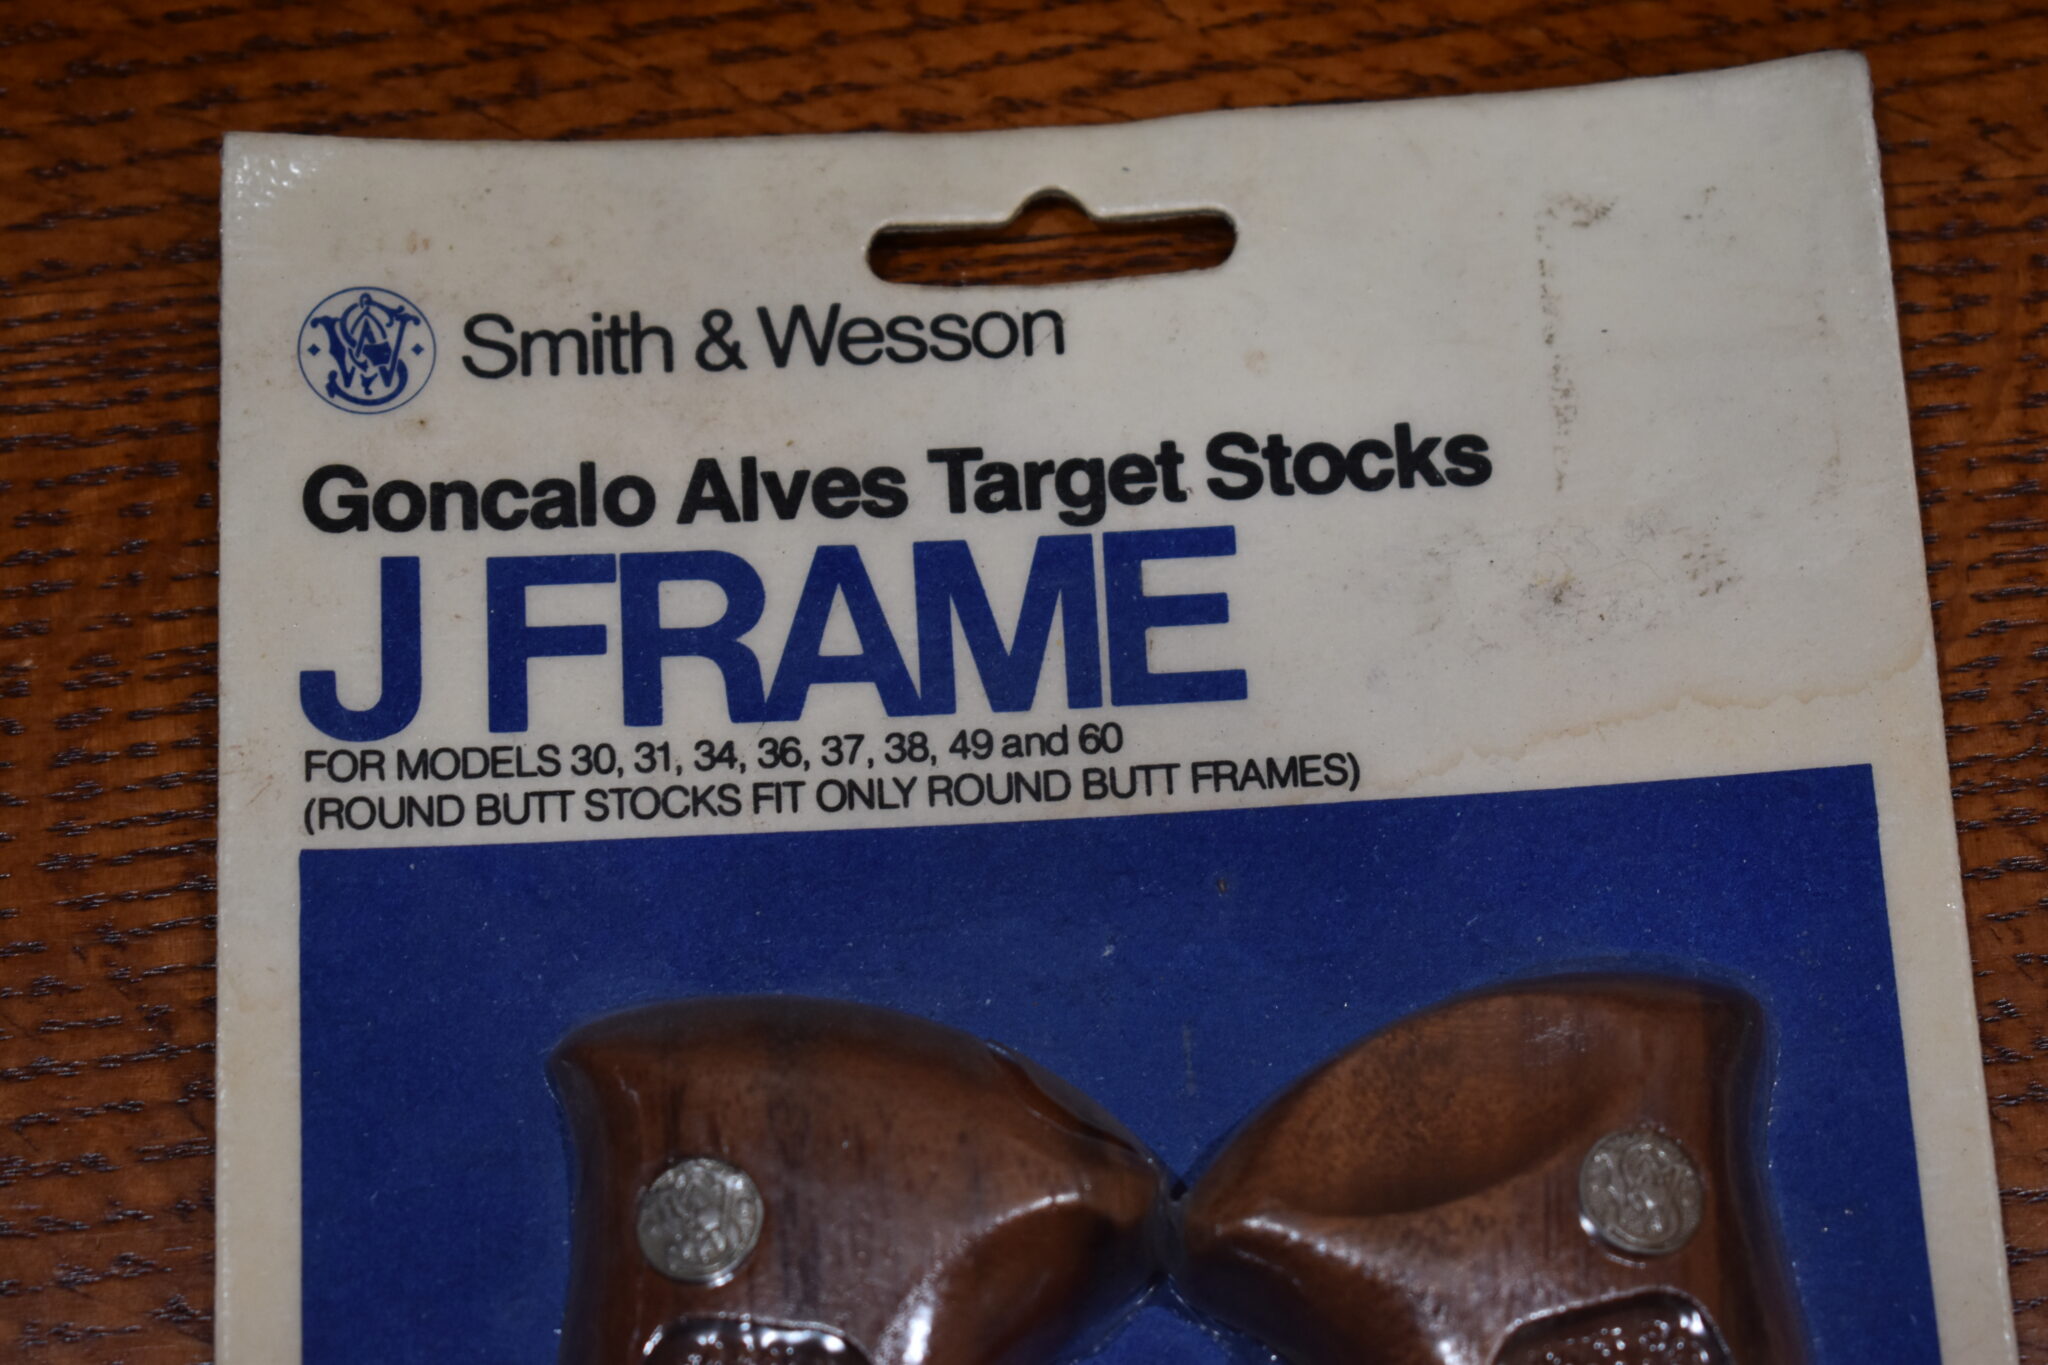 Smith & Wesson
Goncalo Alves Target Stocks
J FRAME
FOR MODELS 30, 31, 34, 36, 37, 38, 49 and 60
(ROUND BUTT STOCKS FIT ONLY ROUND BUTT FRAMES)